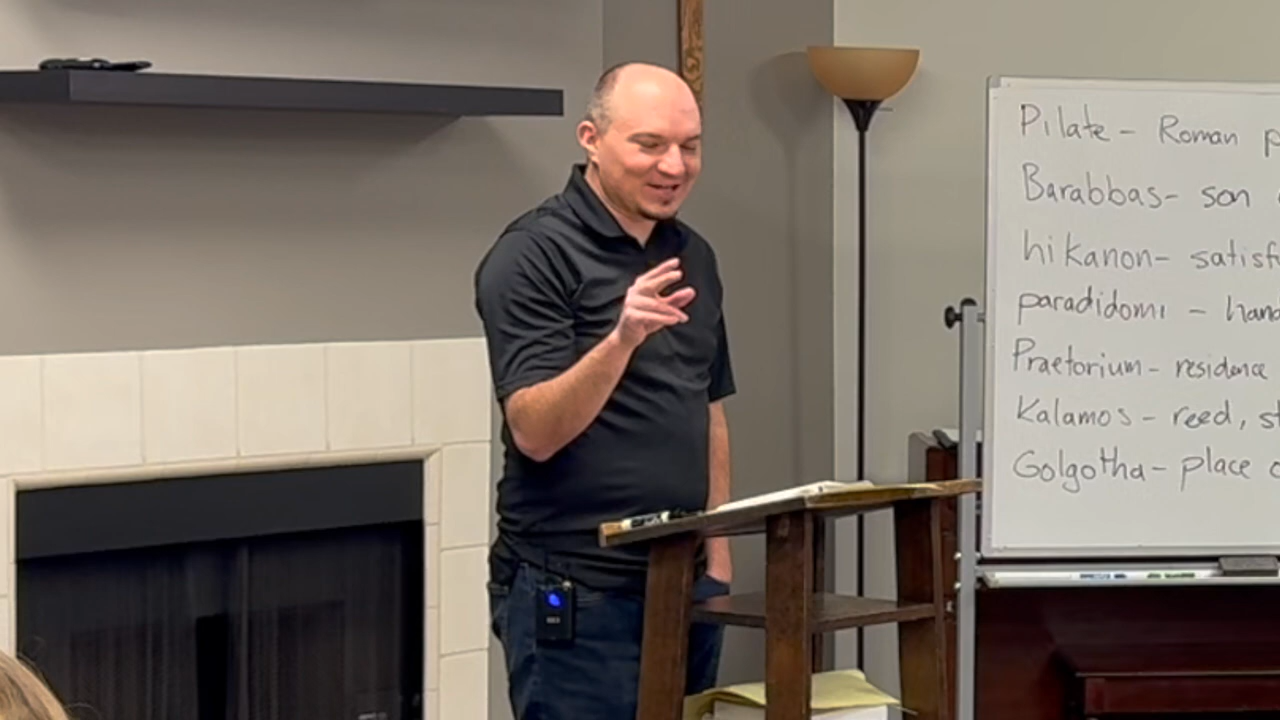 Pilate - Roman p
Barabbas - son
hikanon - satisf
paradidomi - hand
Praetorium - residence
Kalamos - reed, st
Golgotha - place o